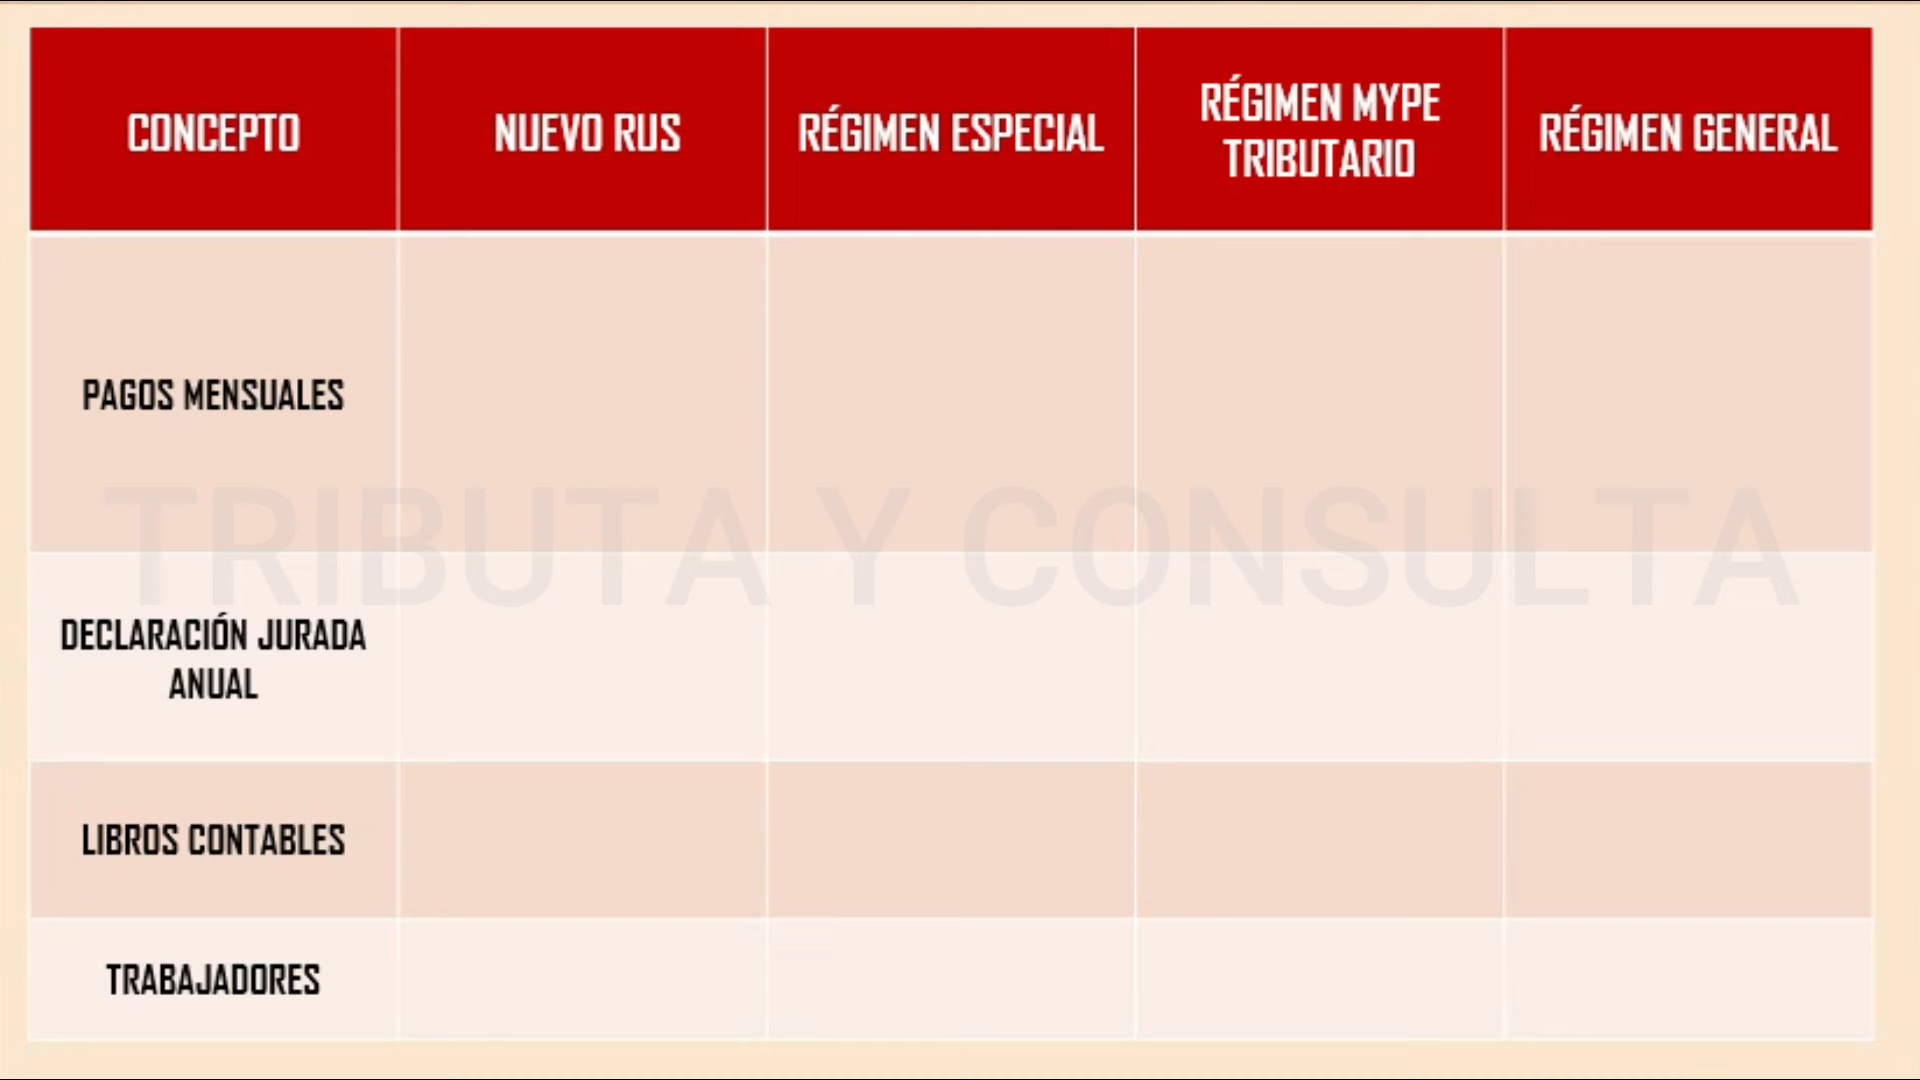 CONCEPTO
NUEVO RUS
RÉGIMEN ESPECIAL
RÉGIMEN MYPE
TRIBUTARIO
RÉGIMEN GENERAL
PAGOS MENSUALES
TRIBUTA Y CONSULTA
DECLARACIÓN JURADA
ANUAL
LIBROS CONTABLES
TRABAJADORES